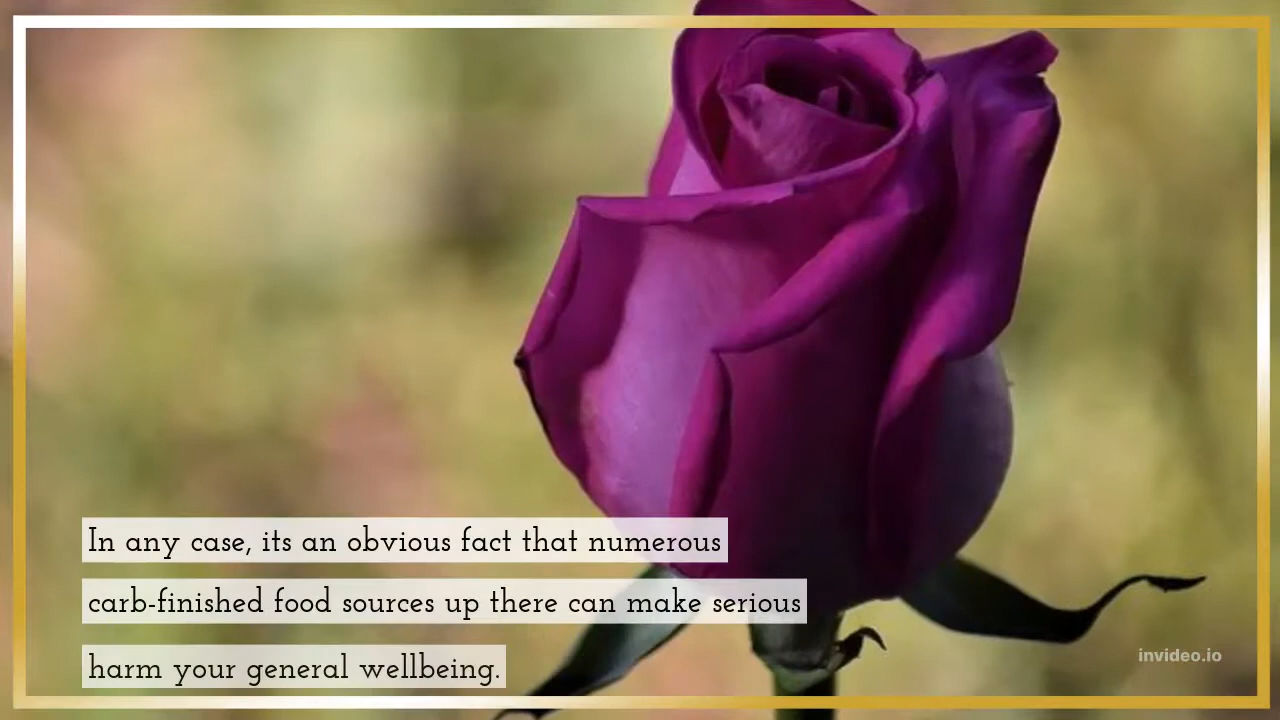 In any case, its an obvious fact that numerous
carb-finished food sources up there can make serious
harm your general wellbeing.
invideo.io